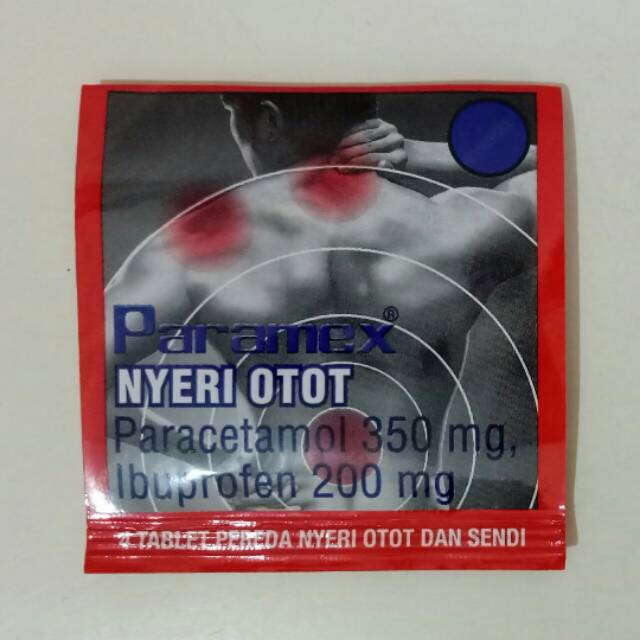 Paramex®
NYERI OTOT
Paracetamol 350 mg,
Ibuprofen 200 mg
4 TABLET PEREDA NYERI OTOT DAN SENDI